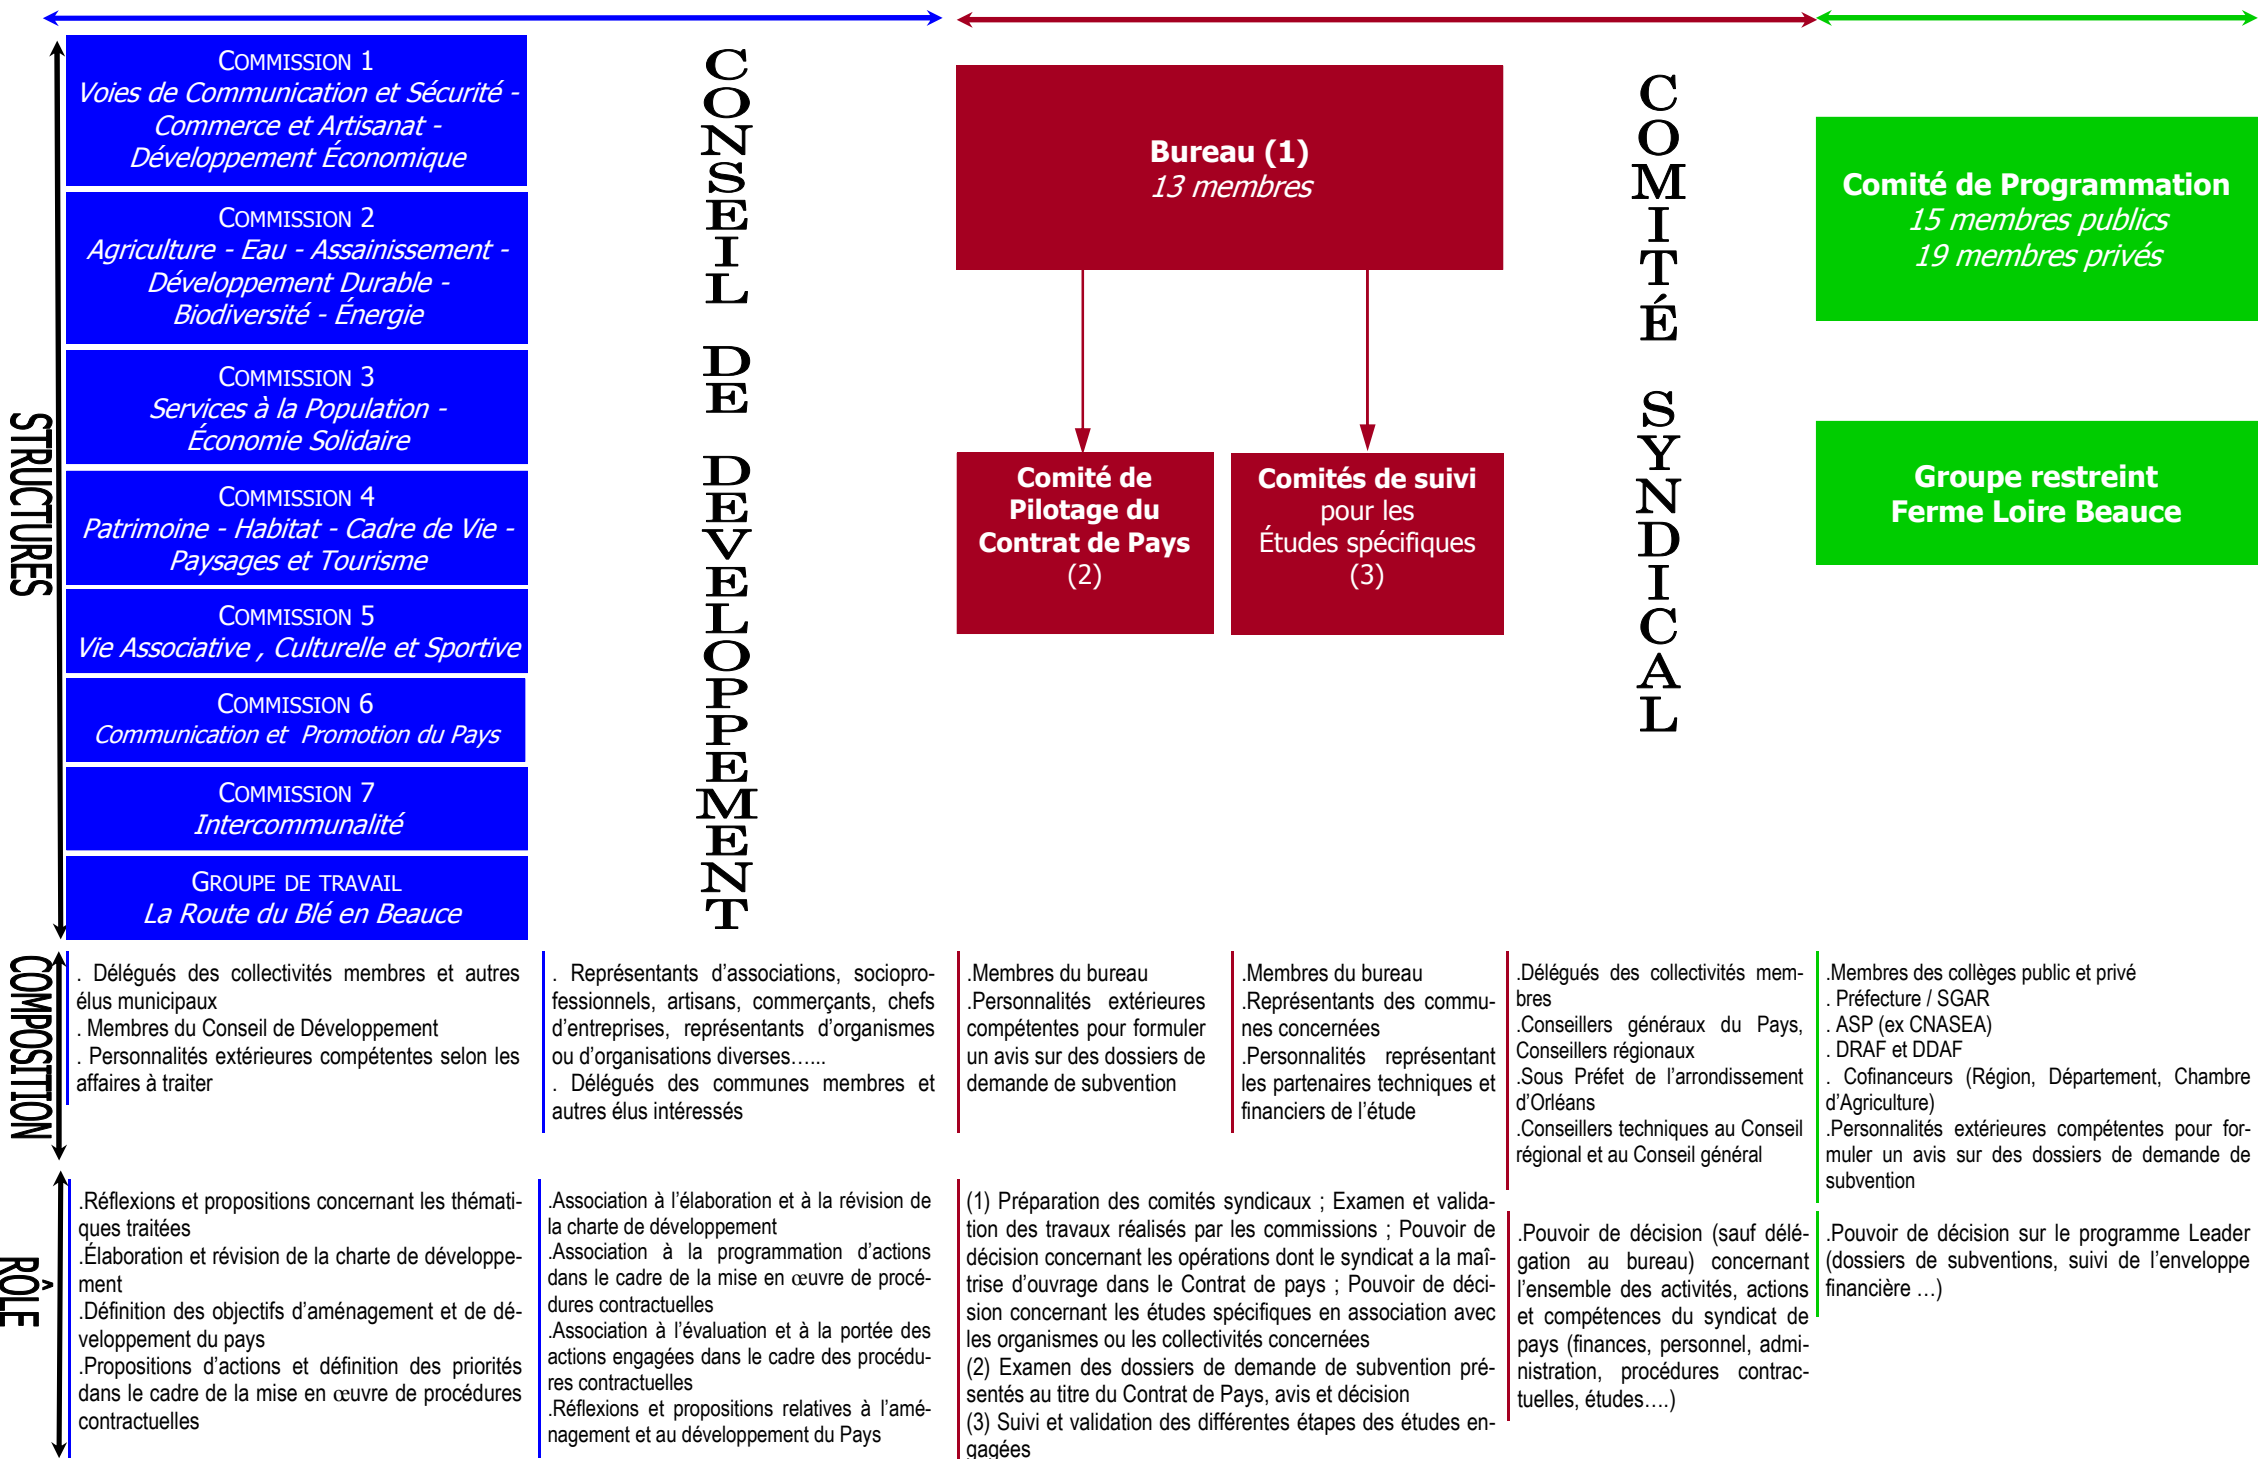 STRUCTURES
COMMISSION 1
Voies de Communication et Sécurité -
Commerce et Artisanat -
Développement Économique
COMMISSION 2
Agriculture - Eau - Assainissement -
Développement Durable -
Biodiversité - Énergie
COMMISSION 3
Services à la Population -
Économie Solidaire
COMMISSION 4
Patrimoine - Habitat - Cadre de Vie -
Paysages et Tourisme
COMMISSION 5
Vie Associative , Culturelle et Sportive
COMMISSION 6
Communication et Promotion du Pays
COMMISSION 7
Intercommunalité
GROUPE DE TRAVAIL
La Route du Blé en Beauce
CONSEIL DE DEVELOPPEMENT
Bureau (1)
13 membres
Comité de
Pilotage du
Contrat de Pays
(2)
Comités de suivi
pour les
Études spécifiques
(3)
COMITÉ SYNDICAL
Comité de Programmation
15 membres publics
19 membres privés
Groupe restreint
Ferme Loire Beauce
COMPOSITION
. Délégués des collectivités membres et autres
élus municipaux
. Membres du Conseil de Développement
. Personnalités extérieures compétentes selon les
affaires à traiter
. Représentants d'associations, sociopro-
fessionnels, artisans, commerçants, chefs
d'entreprises, représentants d'organismes
ou d'organisations diverses…...
. Délégués des communes membres et
autres élus intéressés
.Membres du bureau
.Personnalités extérieures
compétentes pour formuler
un avis sur des dossiers de
demande de subvention
.Membres du bureau
.Représentants des commu-
nes concernées
.Personnalités représentant
les partenaires techniques et
financiers de l'étude
.Délégués des collectivités mem-
bres
.Conseillers généraux du Pays,
Conseillers régionaux
.Sous Préfet de l'arrondissement
d'Orléans
.Conseillers techniques au Conseil
régional et au Conseil général
.Membres des collèges public et privé
. Préfecture / SGAR
. ASP (ex CNASEA)
. DRAF et DDAF
. Cofinanceurs (Région, Département, Chambre
d'Agriculture)
.Personnalités extérieures compétentes pour for-
muler un avis sur des dossiers de demande de
subvention
RÔLE
.Réflexions et propositions concernant les thémati-
ques traitées
.Élaboration et révision de la charte de développe-
ment
.Définition des objectifs d'aménagement et de dé-
veloppement du pays
.Propositions d'actions et définition des priorités
dans le cadre de la mise en œuvre de procédures
contractuelles
.Association à l'élaboration et à la révision de
la charte de développement
.Association à la programmation d'actions
dans le cadre de la mise en œuvre de procé-
dures contractuelles
.Association à l'évaluation et à la portée des
actions engagées dans le cadre des procédu-
res contractuelles
.Réflexions et propositions relatives à l'amé-
nagement et au développement du Pays
(1) Préparation des comités syndicaux ; Examen et valida-
tion des travaux réalisés par les commissions ; Pouvoir de
décision concernant les opérations dont le syndicat a la maî-
trise d'ouvrage dans le Contrat de pays ; Pouvoir de déci-
sion concernant les études spécifiques en association avec
les organismes ou les collectivités concernées
(2) Examen des dossiers de demande de subvention pré-
sentés au titre du Contrat de Pays, avis et décision
(3) Suivi et validation des différentes étapes des études en-
gagées
.Pouvoir de décision (sauf délé-
gation au bureau) concernant
l'ensemble des activités, actions
et compétences du syndicat de
pays (finances, personnel, admi-
nistration, procédures contrac-
tuelles, études….)
.Pouvoir de décision sur le programme Leader
(dossiers de subventions, suivi de l'enveloppe
financière …)